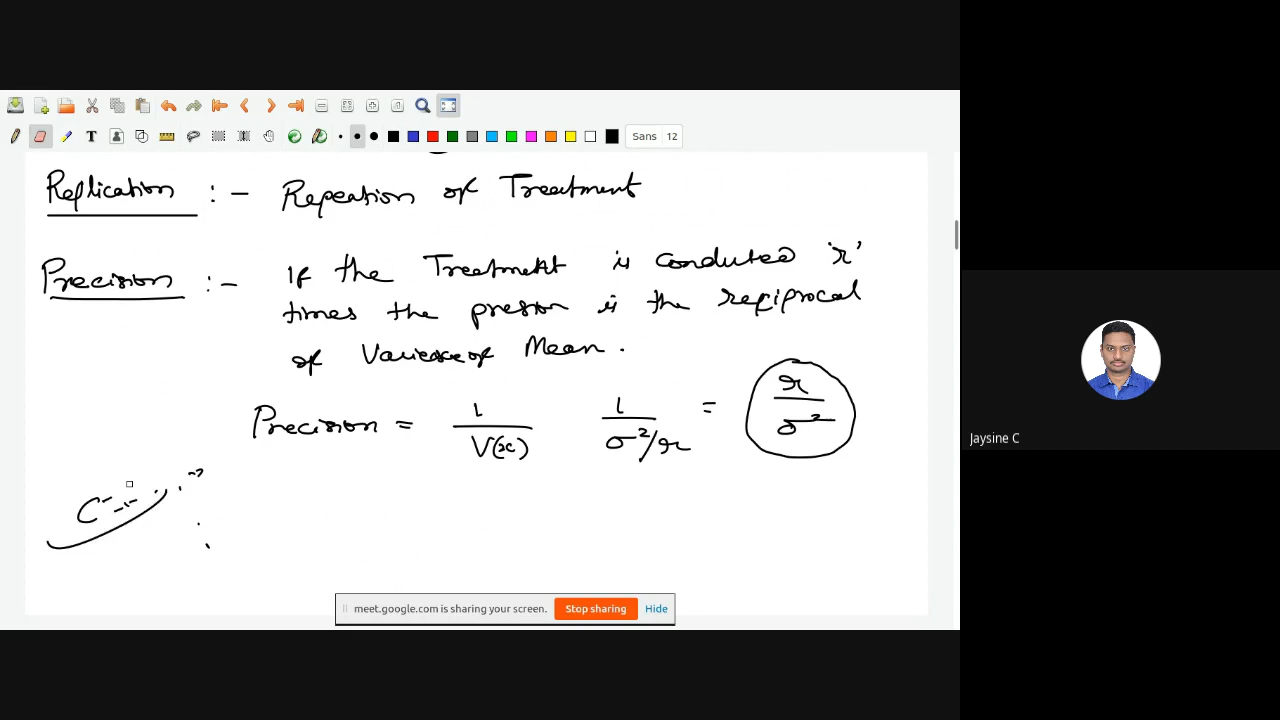 Sans 12
Replication :- Repeation of Treatment
Precision :- If the Treatment is conducted 'r'
times the presion is the reciprocal
of Variance of Mean.
Precision = 1/V(x) 1/σ²/r = r/σ²
Jaysine C
meet.google.com is sharing your screen. Stop sharing Hide